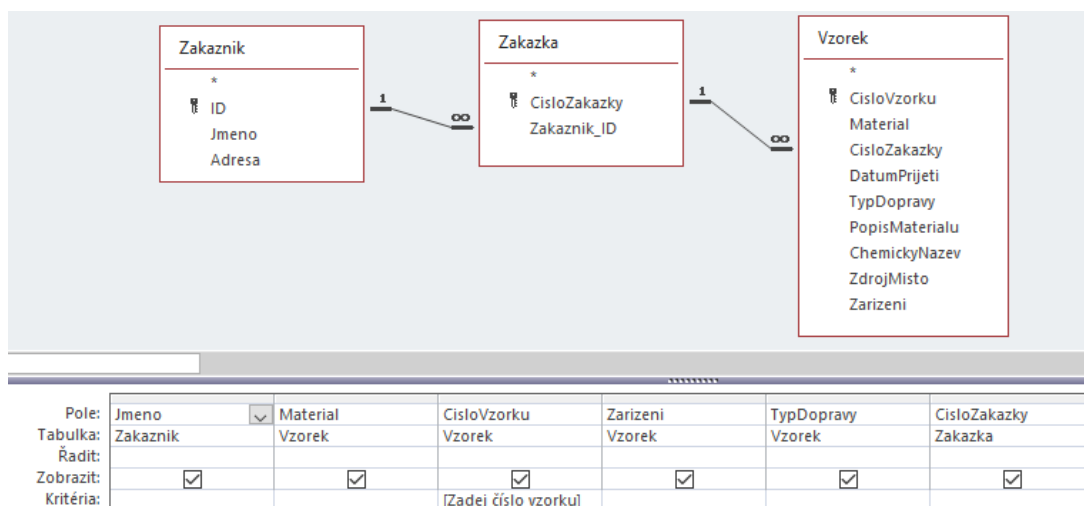 Zakaznik
*
ID
Jmeno
Adresa
1
∞
Zakazka
*
CisloZakazky
Zakaznik_ID
1
∞
Vzorek
*
CisloVzorku
Material
CisloZakazky
DatumPrijeti
TypDopravy
PopisMaterialu
ChemickyNazev
ZdrojMisto
Zarizeni
Pole: Jmeno Material CisloVzorku Zarizeni TypDopravy CisloZakazky
Tabulka: Zakaznik Vzorek Vzorek Vzorek Vzorek Zakazka
Řadit:
Zobrazit:
Kritéria: [Zadej číslo vzorku]